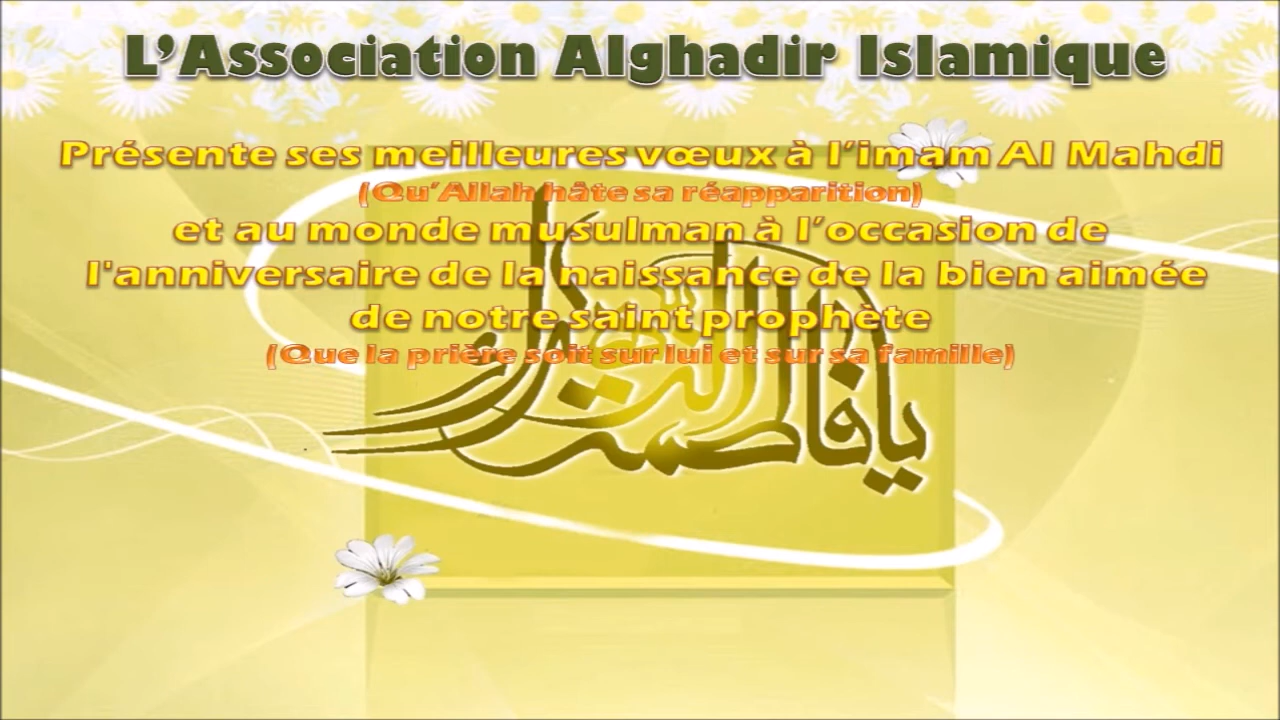 L’Association Alghadir Islamique
Présente ses meilleures vœux à l’imam Al Mahdi
(Qu’Allah hâte sa réapparition)
et au monde musulman à l’occasion de
l'anniversaire de la naissance de la bien aimée
de notre saint prophète
(Que la prière soit sur lui et sur sa famille)
يا فاطمة الزهراء